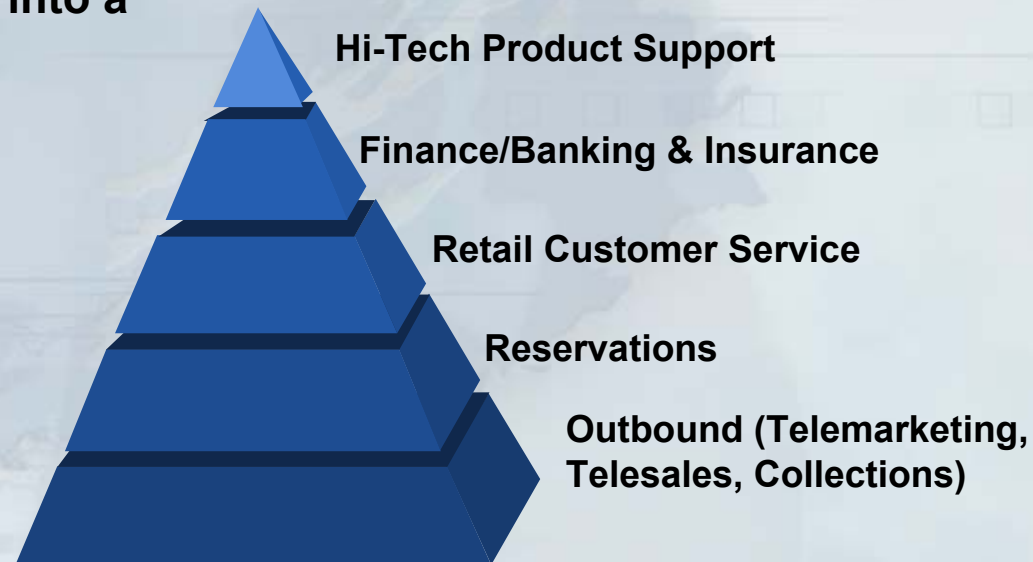 into a
Hi-Tech Product Support
Finance/Banking & Insurance
Retail Customer Service
Reservations
Outbound (Telemarketing,
Telesales, Collections)